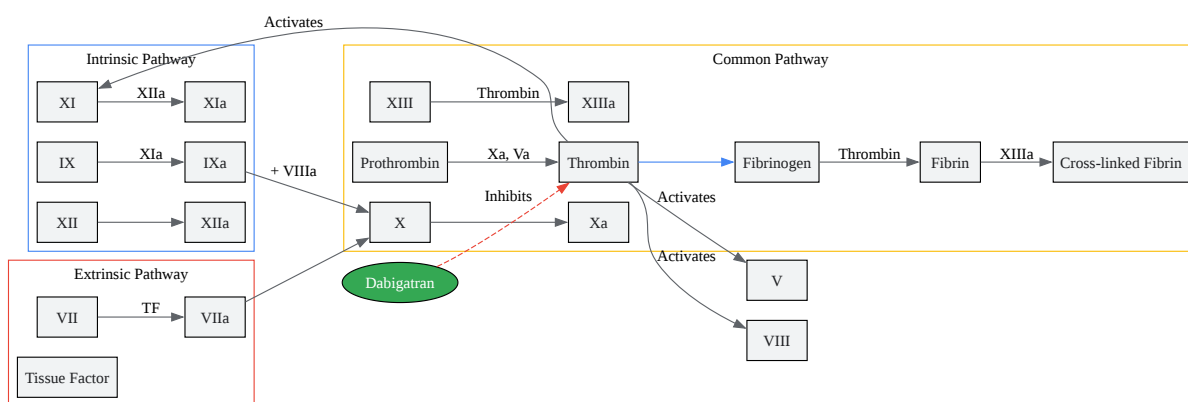 Activates
Intrinsic Pathway
XI
XIIa
XIa
IX
XIa
IXa
+ VIIIa
XII
XIIa
Common Pathway
XIII
Thrombin
XIIIa
Prothrombin
Xa, Va
Thrombin
Fibrinogen
Thrombin
Fibrin
XIIIa
Cross-linked Fibrin
Inhibits
Activates
X
Xa
Activates
Dabigatran
V
VIII
Extrinsic Pathway
VII
TF
VIIa
Tissue Factor